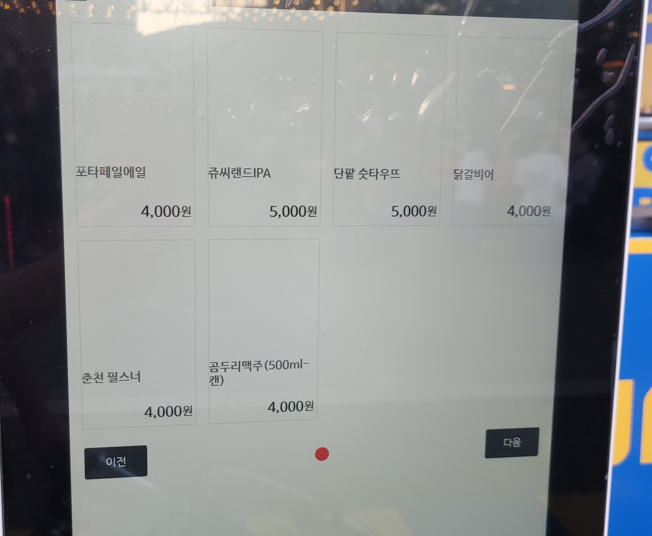 포타페일에일
4,000원
쥬씨랜드IPA
5,000원
단팥 슷타우뜨
5,000원
닭갈비어
4,000원
춘천 필스너
4,000원
곰두리맥주(500ml-
캔)
4,000원
이전
다음